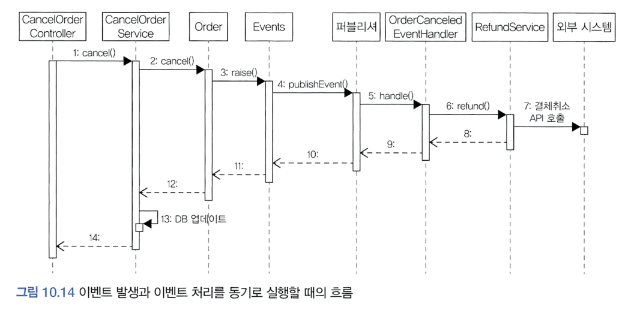 CancelOrder
Controller
CancelOrder
Service
Order
Events
퍼블리셔
OrderCanceled
EventHandler
RefundService
외부 시스템
1: cancel()
2: cancel()
3: raise()
4: publishEvent()
5: handle()
6: refund()
7: 결제취소
API 호출
8:
9:
10:
11:
12:
13: DB 업데이트
14:
그림 10.14 이벤트 발생과 이벤트 처리를 동기로 실행할 때의 흐름